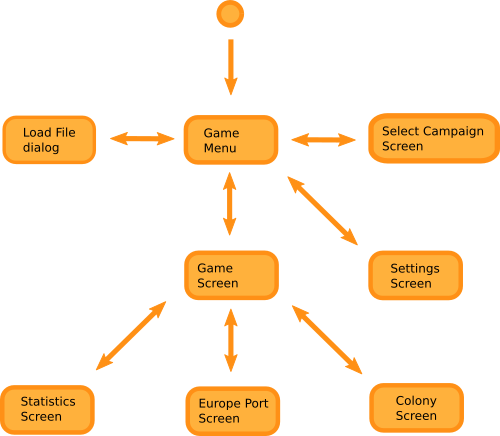 Load File
dialog
Game
Menu
Select Campaign
Screen
Game
Screen
Settings
Screen
Statistics
Screen
Europe Port
Screen
Colony
Screen